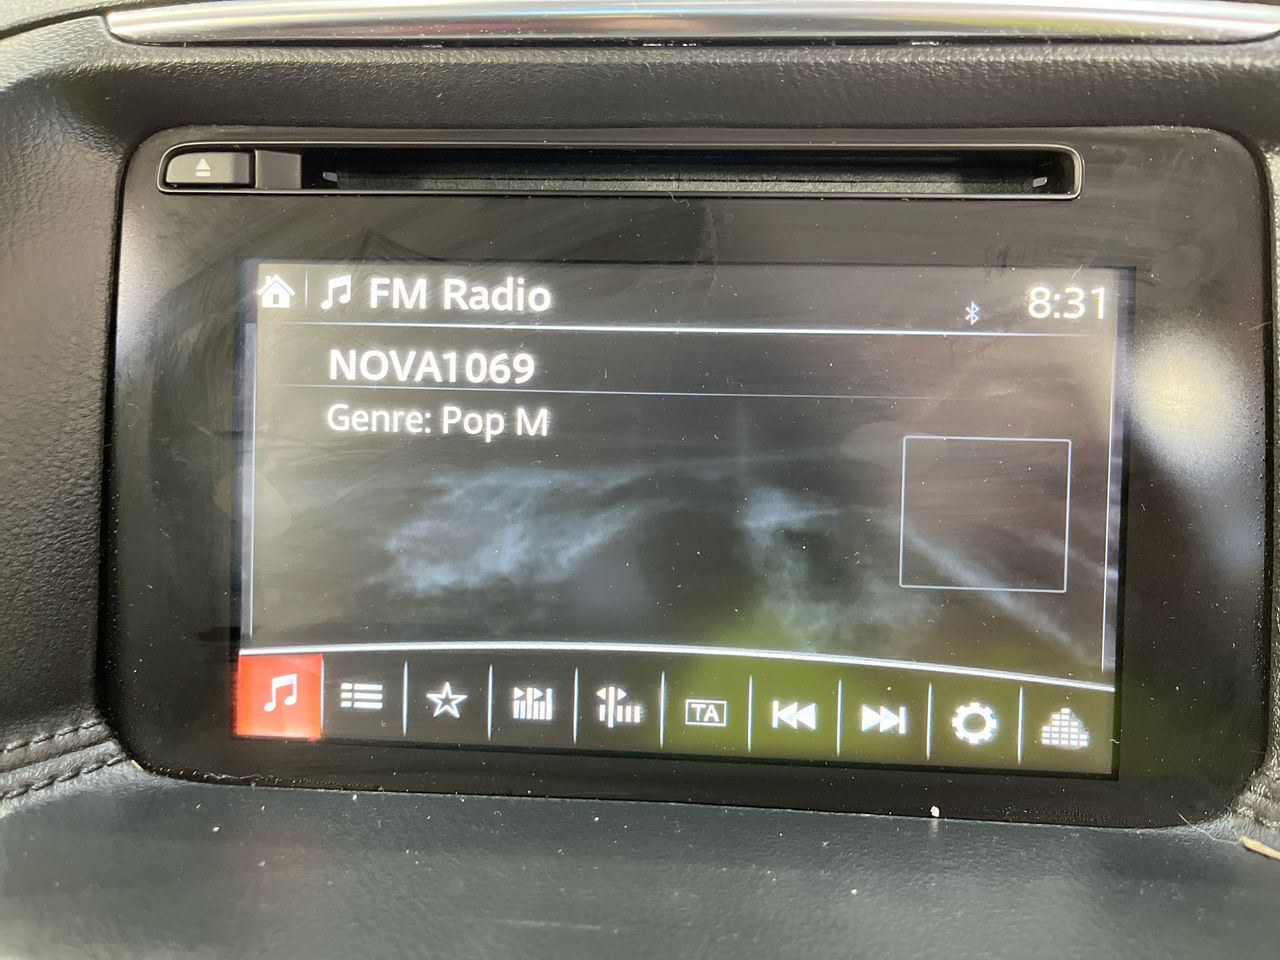 FM Radio
8:31
NOVA1069
Genre: Pop M
TA